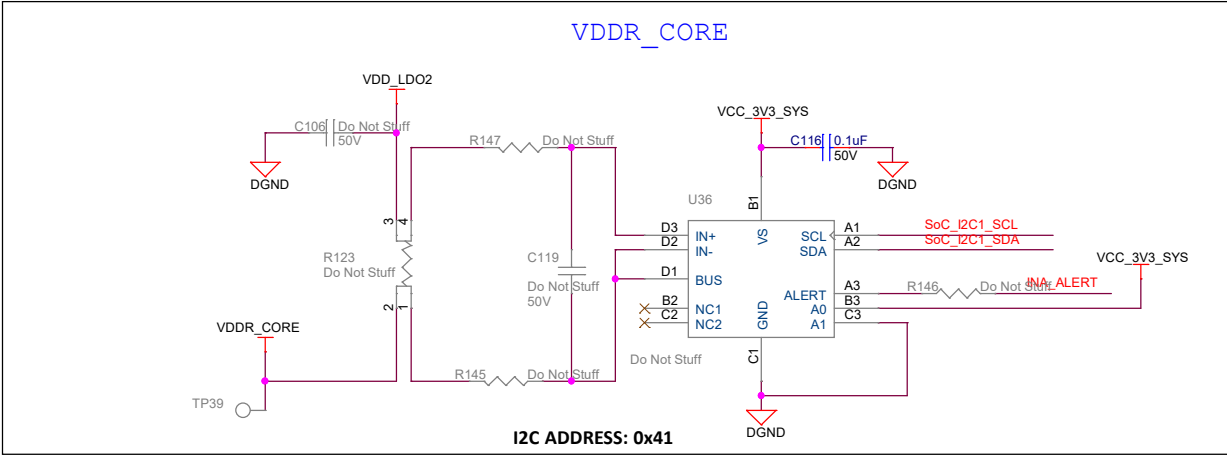 VDDR_CORE
VDD_LDO2
C106 Do Not Stuff
50V
DGND
R147 Do Not Stuff
VCC_3V3_SYS
C116 0.1uF
50V
DGND
U36
B1
3 4
D3 IN+ VS SCL A1 SoC_I2C1_SCL
D2 IN- SDA A2 SoC_I2C1_SDA
VCC_3V3_SYS
R123
Do Not Stuff
C119
Do Not Stuff
50V
D1 BUS
ALERT A3 R146 Do Not Stuff INA_ALERT
B2 NC1 GND A0 B3
C2 NC2 A1 C3
2 1
VDDR_CORE
C1
Do Not Stuff
R145 Do Not Stuff
TP39
DGND
I2C ADDRESS: 0x41